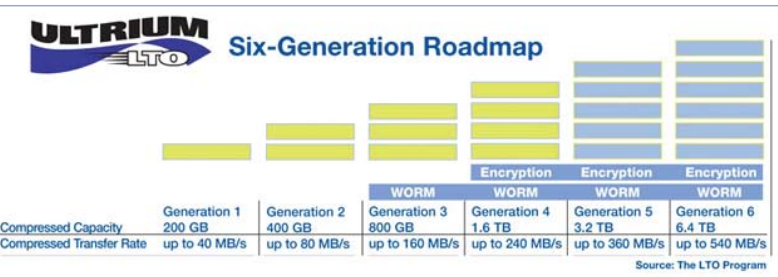 ULTRIUM
LTO
Six-Generation Roadmap
Encryption Encryption Encryption
WORM WORM WORM WORM
Generation 1 Generation 2 Generation 3 Generation 4 Generation 5 Generation 6
Compressed Capacity 200 GB 400 GB 800 GB 1.6 TB 3.2 TB 6.4 TB
Compressed Transfer Rate up to 40 MB/s up to 80 MB/s up to 160 MB/s up to 240 MB/s up to 360 MB/s up to 540 MB/s
Source: The LTO Program